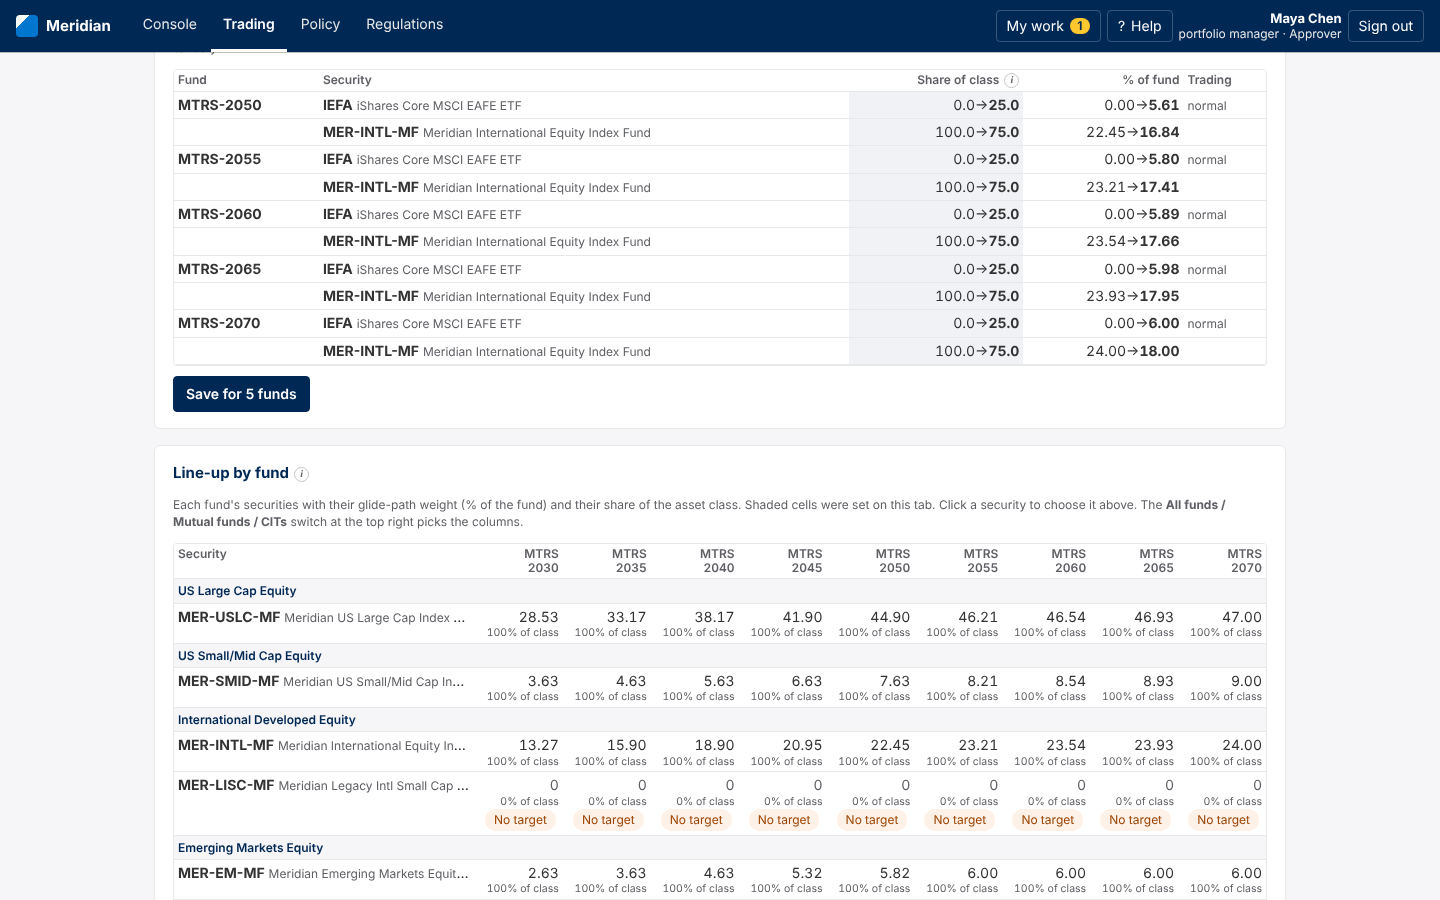 Meridian Console Trading Policy Regulations My work 1 ? Help Maya Chen portfolio manager · Approver Sign out
Fund Security Share of class i % of fund Trading
MTRS-2050 IEFA iShares Core MSCI EAFE ETF 0.0→25.0 0.00→5.61 normal
MER-INTL-MF Meridian International Equity Index Fund 100.0→75.0 22.45→16.84
MTRS-2055 IEFA iShares Core MSCI EAFE ETF 0.0→25.0 0.00→5.80 normal
MER-INTL-MF Meridian International Equity Index Fund 100.0→75.0 23.21→17.41
MTRS-2060 IEFA iShares Core MSCI EAFE ETF 0.0→25.0 0.00→5.89 normal
MER-INTL-MF Meridian International Equity Index Fund 100.0→75.0 23.54→17.66
MTRS-2065 IEFA iShares Core MSCI EAFE ETF 0.0→25.0 0.00→5.98 normal
MER-INTL-MF Meridian International Equity Index Fund 100.0→75.0 23.93→17.95
MTRS-2070 IEFA iShares Core MSCI EAFE ETF 0.0→25.0 0.00→6.00 normal
MER-INTL-MF Meridian International Equity Index Fund 100.0→75.0 24.00→18.00
Save for 5 funds
Line-up by fund i
Each fund's securities with their glide-path weight (% of the fund) and their share of the asset class. Shaded cells were set on this tab. Click a security to choose it above. The All funds /
Mutual funds / CITs switch at the top right picks the columns.
Security MTRS MTRS MTRS MTRS MTRS MTRS MTRS MTRS MTRS
2030 2035 2040 2045 2050 2055 2060 2065 2070
US Large Cap Equity
MER-USLC-MF Meridian US Large Cap Index ... 28.53 33.17 38.17 41.90 44.90 46.21 46.54 46.93 47.00
100% of class 100% of class 100% of class 100% of class 100% of class 100% of class 100% of class 100% of class 100% of class
US Small/Mid Cap Equity
MER-SMID-MF Meridian US Small/Mid Cap In... 3.63 4.63 5.63 6.63 7.63 8.21 8.54 8.93 9.00
100% of class 100% of class 100% of class 100% of class 100% of class 100% of class 100% of class 100% of class 100% of class
International Developed Equity
MER-INTL-MF Meridian International Equity In... 13.27 15.90 18.90 20.95 22.45 23.21 23.54 23.93 24.00
100% of class 100% of class 100% of class 100% of class 100% of class 100% of class 100% of class 100% of class 100% of class
MER-LISC-MF Meridian Legacy Intl Small Cap ... 0 0 0 0 0 0 0 0 0
0% of class 0% of class 0% of class 0% of class 0% of class 0% of class 0% of class 0% of class 0% of class
No target No target No target No target No target No target No target No target No target
Emerging Markets Equity
MER-EM-MF Meridian Emerging Markets Equit... 2.63 3.63 4.63 5.32 5.82 6.00 6.00 6.00 6.00
100% of class 100% of class 100% of class 100% of class 100% of class 100% of class 100% of class 100% of class 100% of class